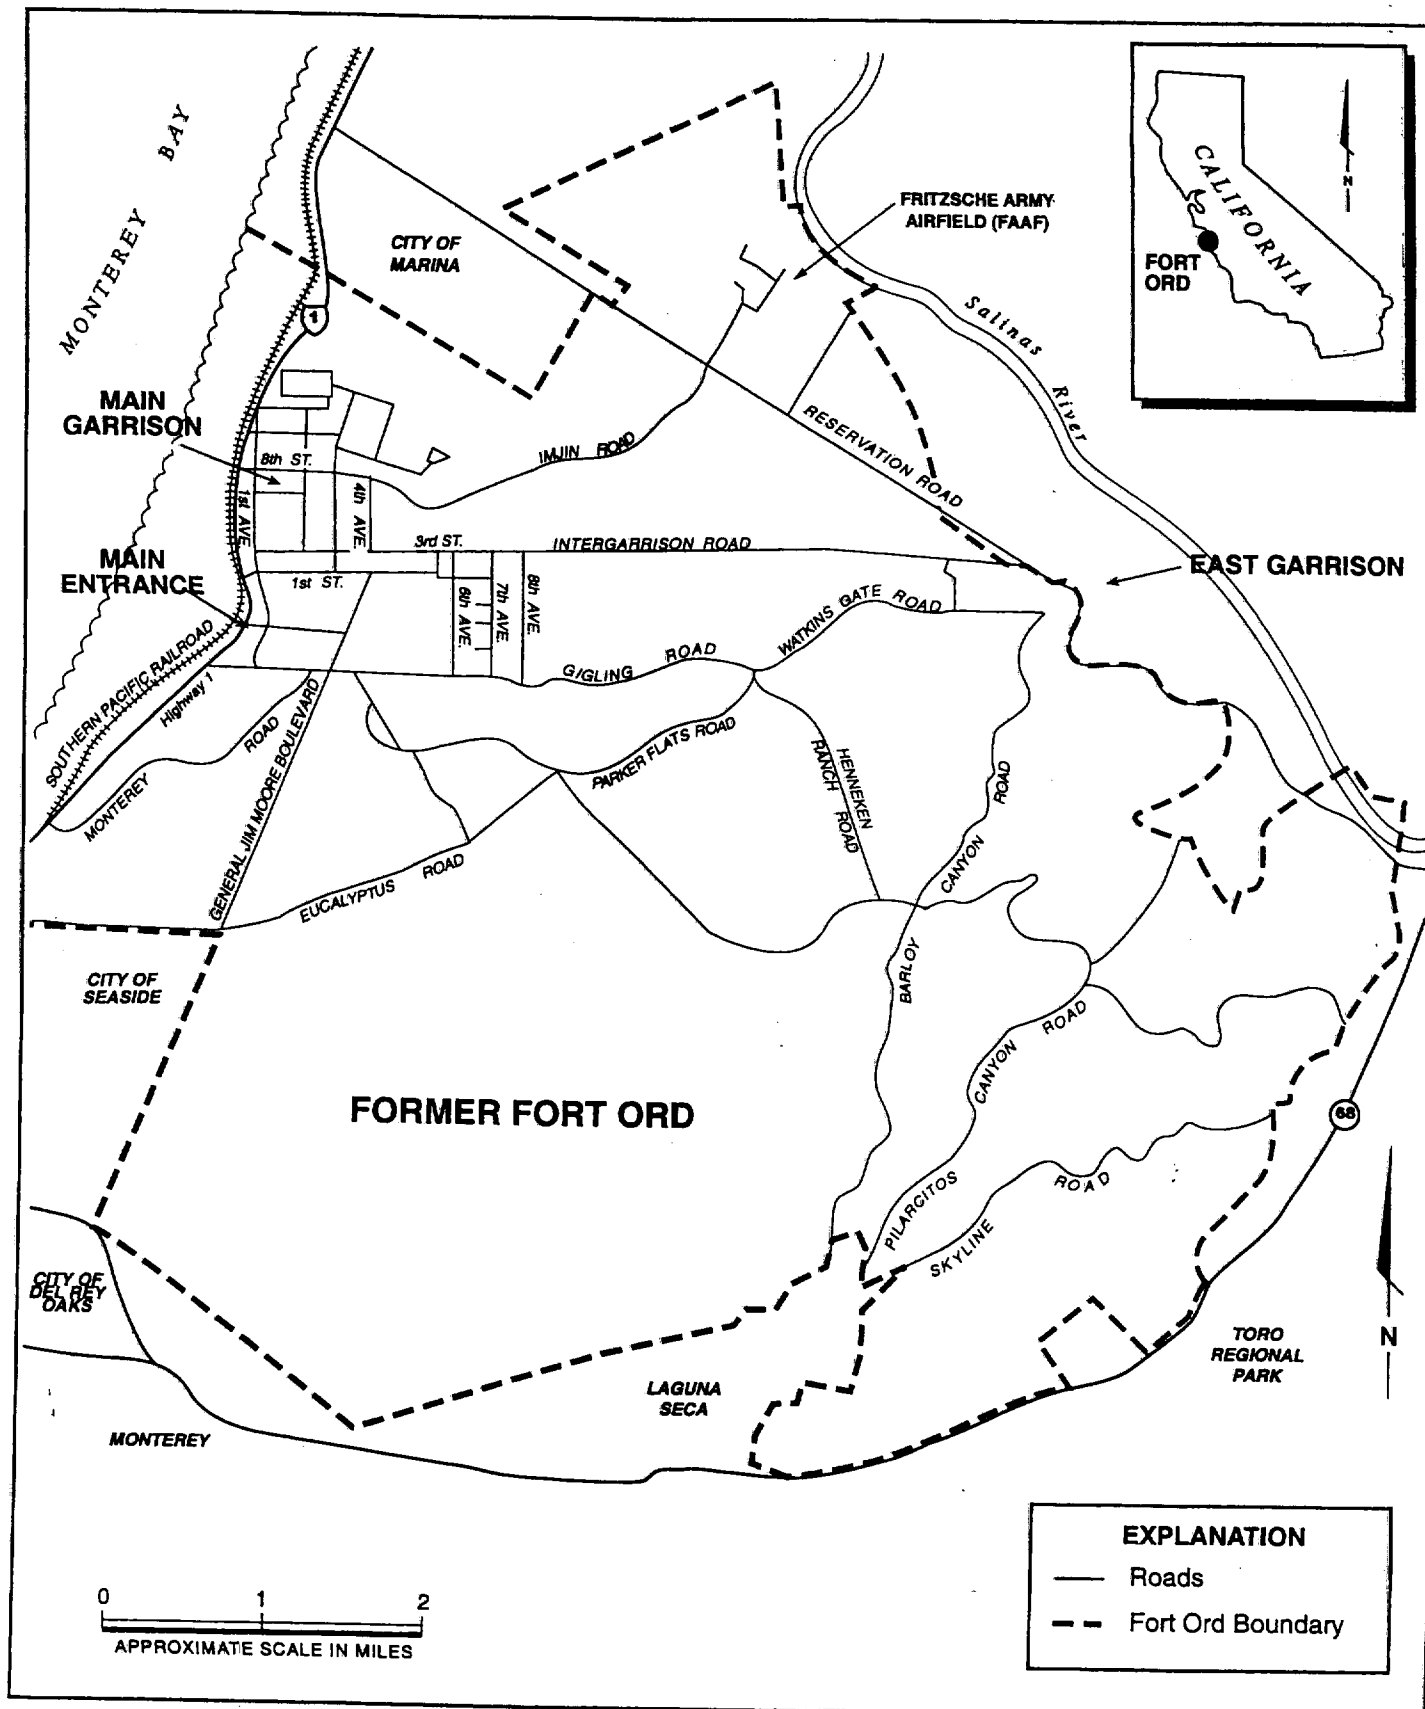 MONTEREY BAY
CITY OF
MARINA
1
FRITZSCHE ARMY
AIRFIELD (FAAF)
CALIFORNIA
N
FORT
ORD
Salinas River
MAIN
GARRISON
8th ST.
1st AVE.
4th AVE.
IMJIN ROAD
RESERVATION ROAD
3rd ST.
INTERGARRISON ROAD
MAIN
ENTRANCE
1st ST.
6th AVE.
7th AVE.
8th AVE.
EAST GARRISON
WATKINS GATE ROAD
GIGLING ROAD
SOUTHERN PACIFIC RAILROAD
Highway 1
MONTEREY ROAD
GENERAL JIM MOORE BOULEVARD
PARKER FLATS ROAD
HENNEKEN
RANCH ROAD
EUCALYPTUS ROAD
BARLOY CANYON ROAD
CITY OF
SEASIDE
FORMER FORT ORD
PILARCITOS CANYON ROAD
SKYLINE ROAD
68
CITY OF
DEL REY
OAKS
LAGUNA
SECA
TORO
REGIONAL
PARK
N
MONTEREY
EXPLANATION
Roads
Fort Ord Boundary
0 1 2
APPROXIMATE SCALE IN MILES